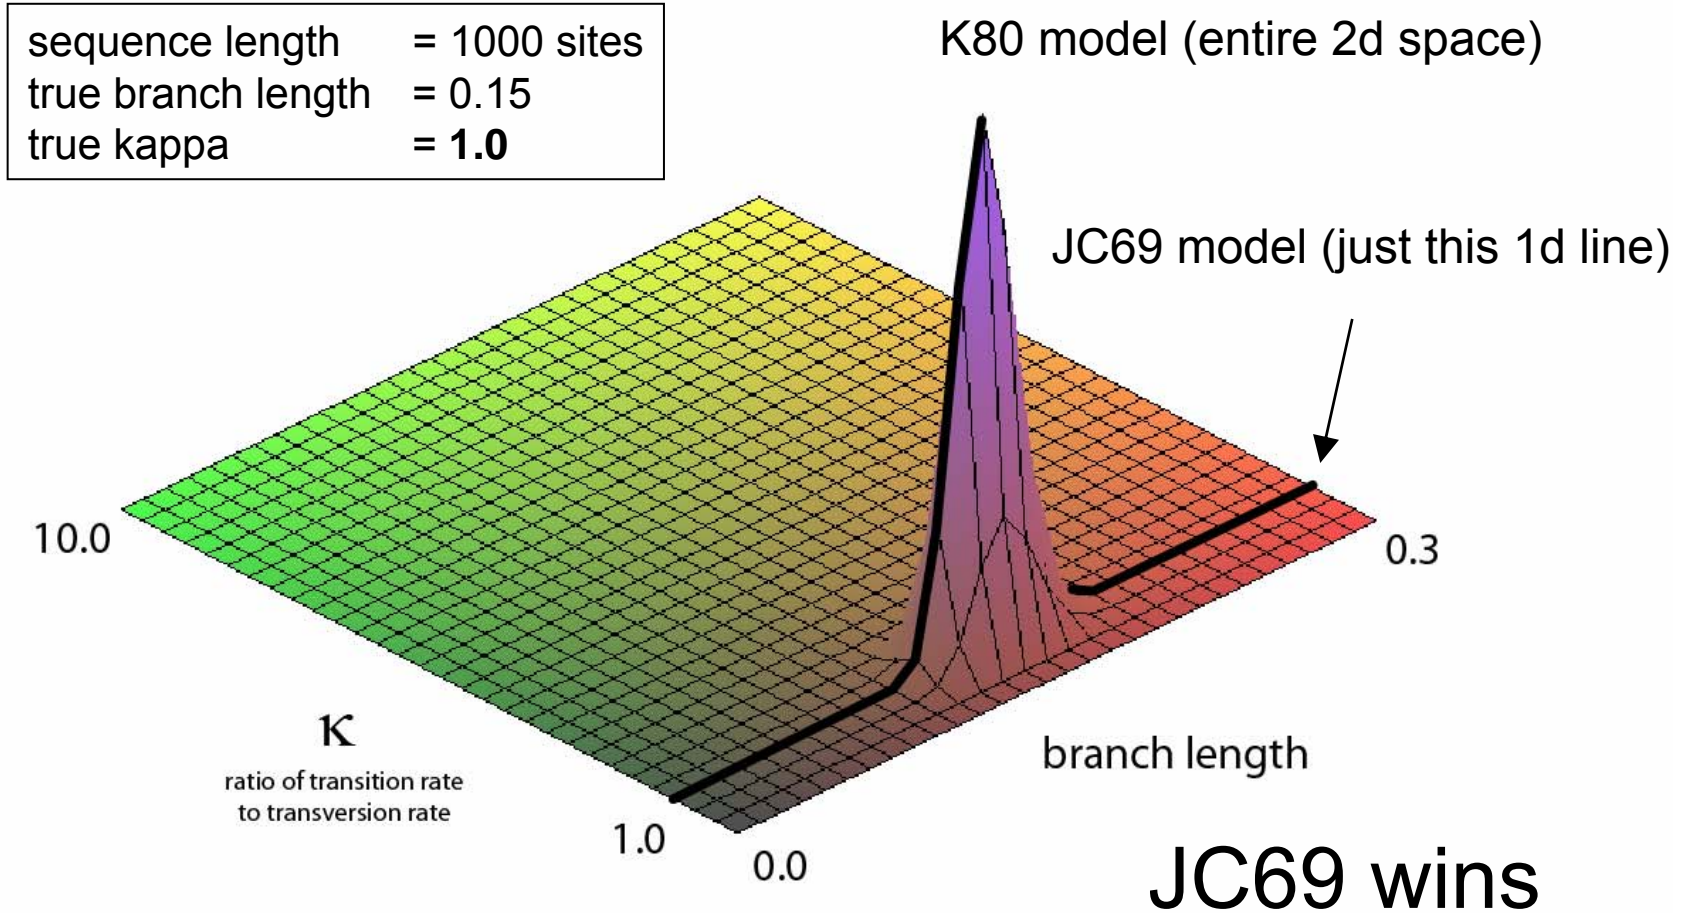 sequence length = 1000 sites
true branch length = 0.15
true kappa = 1.0
K80 model (entire 2d space)
JC69 model (just this 1d line)
10.0
0.3
κ
ratio of transition rate
to transversion rate
branch length
1.0
0.0
JC69 wins